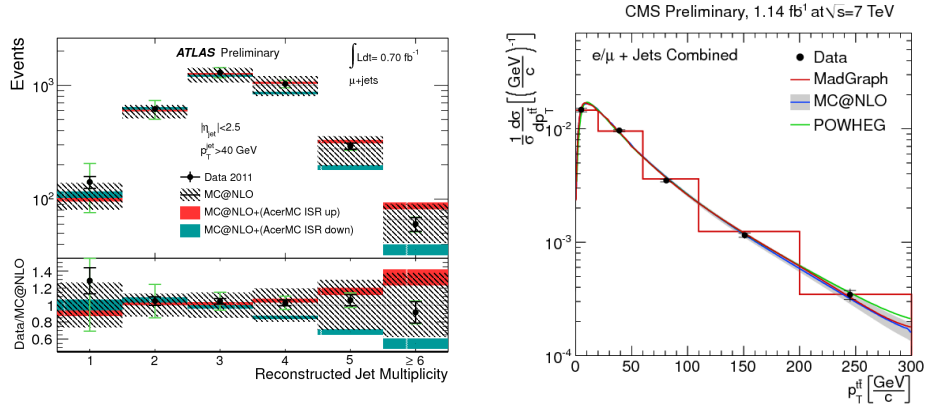 Events
10³
10²
ATLAS Preliminary
∫ Ldt= 0.70 fb⁻¹
μ+jets
|η_jet|<2.5
p_T^jet>40 GeV
Data 2011
MC@NLO
MC@NLO+(AcerMC ISR up)
MC@NLO+(AcerMC ISR down)
Data/MC@NLO
1.4
1.2
1
0.8
0.6
1 2 3 4 5 ≥ 6
Reconstructed Jet Multiplicity
CMS Preliminary, 1.14 fb⁻¹ at √s=7 TeV
1/σ dσ/dp_T^tt̄ [(GeV/c)⁻¹]
e/μ + Jets Combined
Data
MadGraph
MC@NLO
POWHEG
10⁻²
10⁻³
10⁻⁴
0 50 100 150 200 250 300
p_T^tt̄ [GeV/c]